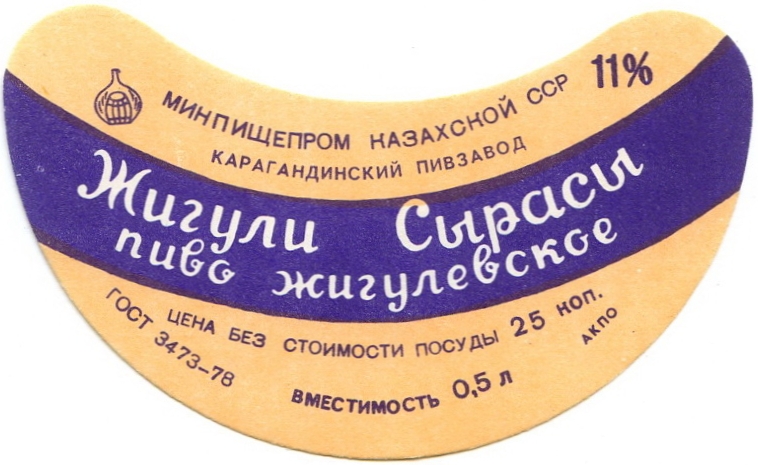 МИНПИЩЕПРОМ КАЗАХСКОЙ ССР 11%
КАРАГАНДИНСКИЙ ПИВЗАВОД
Жигули Сырасы
пиво жигулевское
ЦЕНА БЕЗ СТОИМОСТИ ПОСУДЫ 25 КОП.
ГОСТ 3473–78
ВМЕСТИМОСТЬ 0,5 л
АКПО